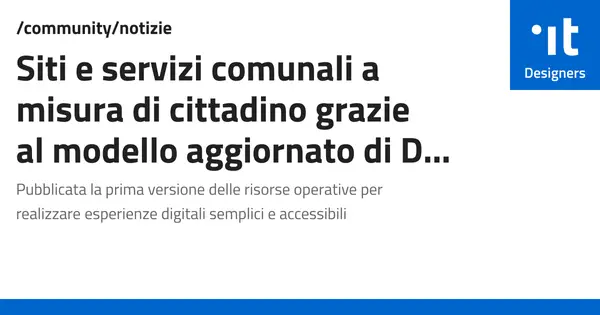 /community/notizie
Siti e servizi comunali a
misura di cittadino grazie
al modello aggiornato di D...
Pubblicata la prima versione delle risorse operative per
realizzare esperienze digitali semplici e accessibili
it
Designers